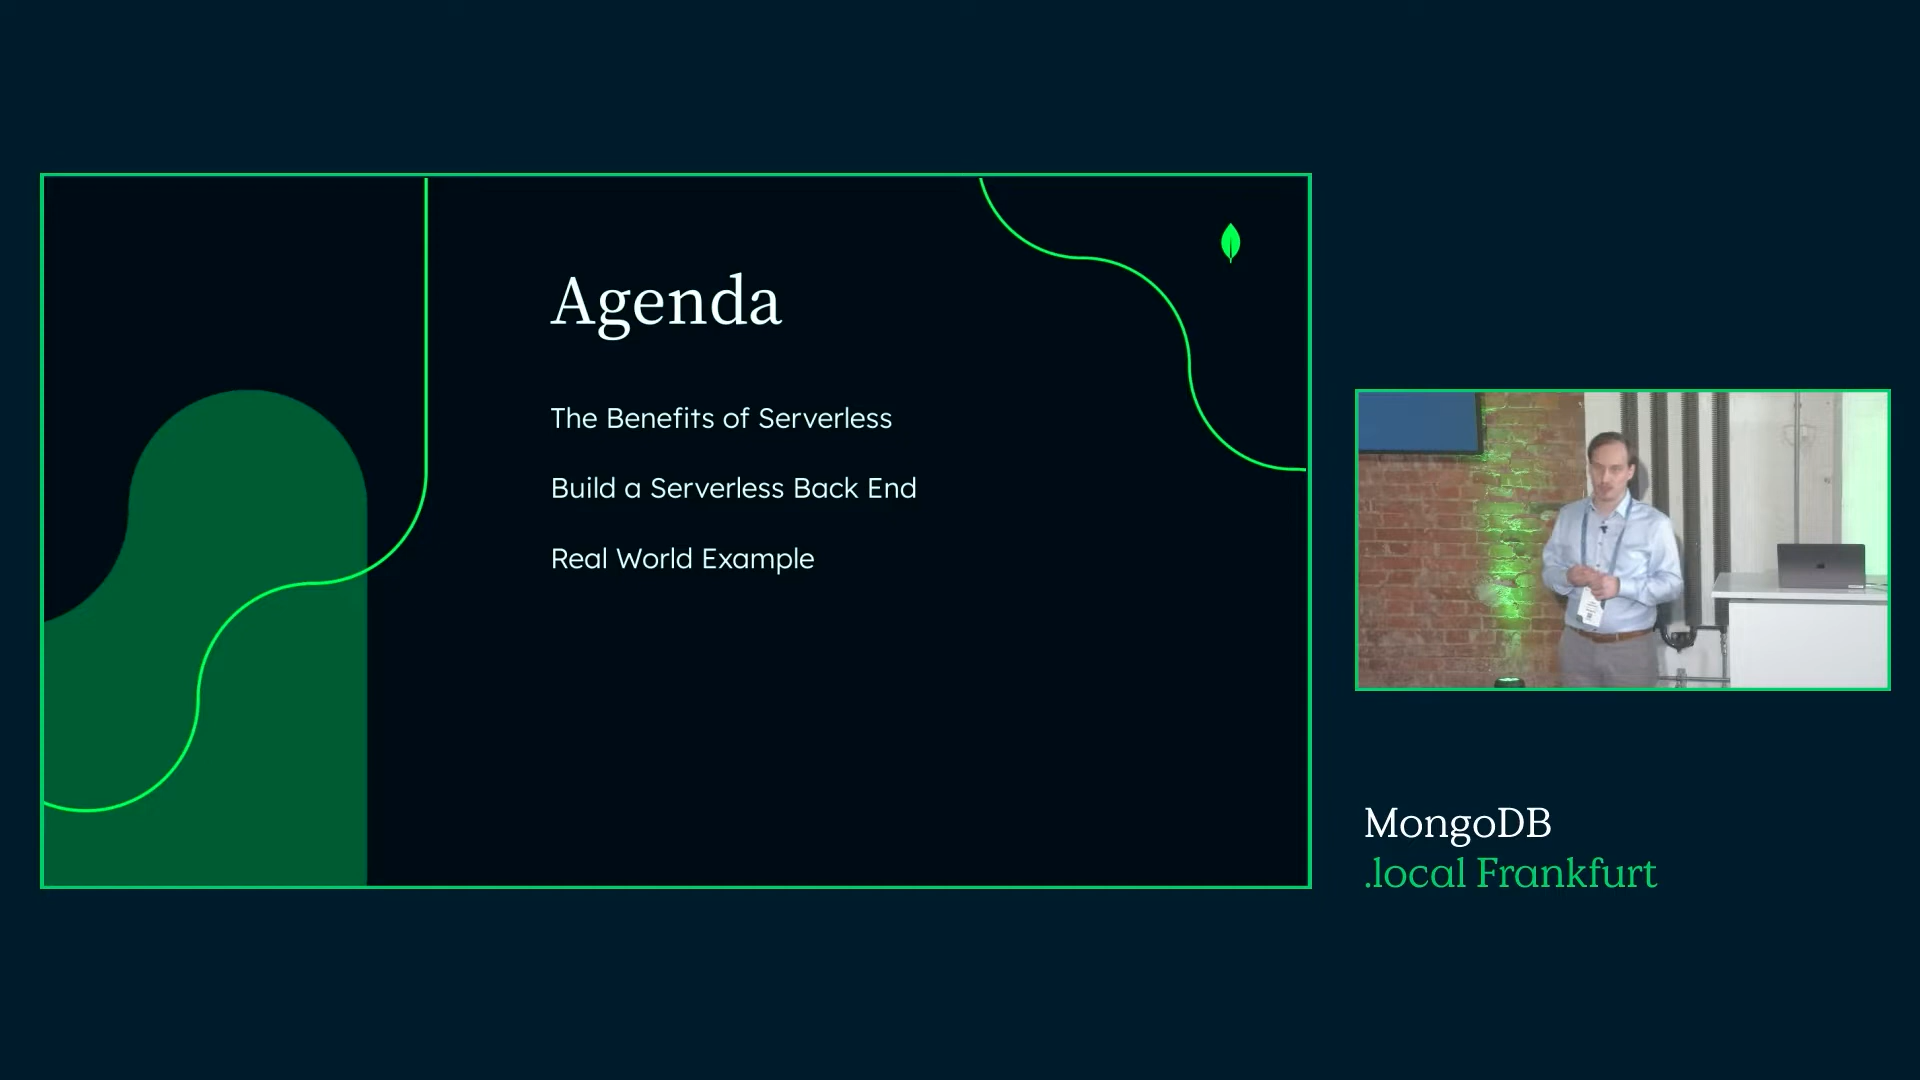 Agenda
The Benefits of Serverless
Build a Serverless Back End
Real World Example
MongoDB
.local Frankfurt